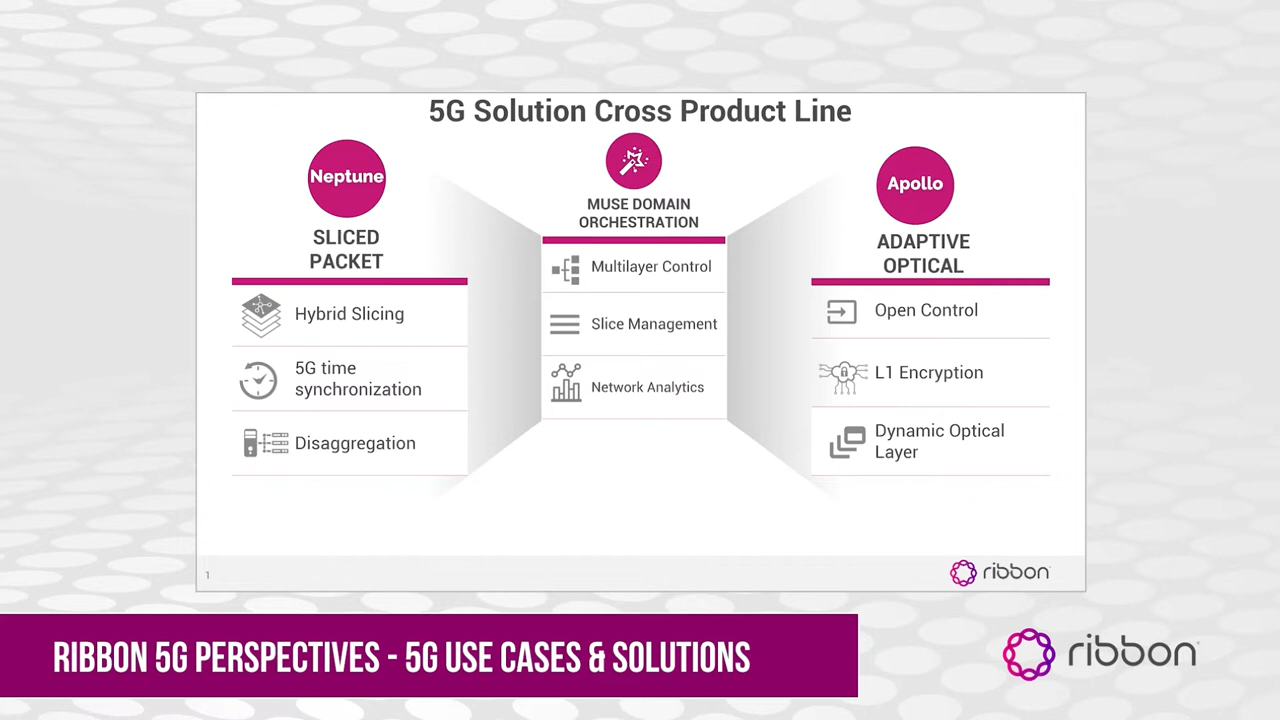 5G Solution Cross Product Line
Neptune
SLICED
PACKET
Hybrid Slicing
5G time
synchronization
Disaggregation
MUSE DOMAIN
ORCHESTRATION
Multilayer Control
Slice Management
Network Analytics
Apollo
ADAPTIVE
OPTICAL
Open Control
L1 Encryption
Dynamic Optical
Layer
1
ribbon
RIBBON 5G PERSPECTIVES - 5G USE CASES & SOLUTIONS
ribbon